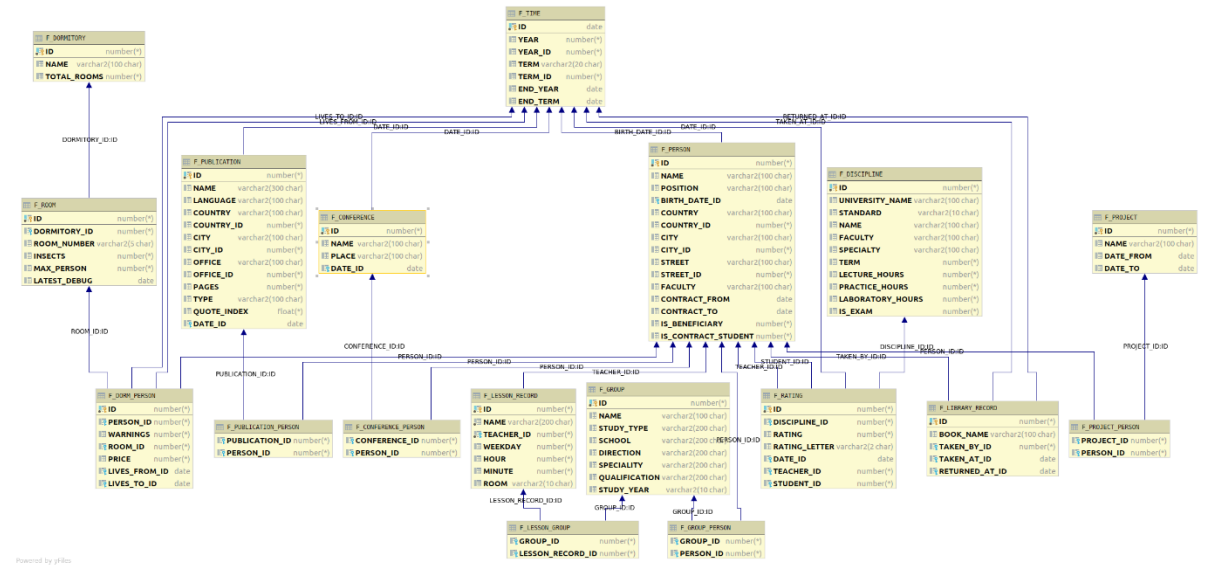 F_TIME
ID date
YEAR number(*)
YEAR_ID number(*)
TERM varchar2(20 char)
TERM_ID number(*)
END_YEAR date
END_TERM date
F_DORMITORY
ID number(*)
NAME varchar2(100 char)
TOTAL_ROOMS number(*)
LIVES_TO_ID:ID
LIVES_FROM_ID:ID
DATE_ID:ID
DATE_ID:ID
BIRTH_DATE_ID:ID
DATE_ID:ID
RETURNED_AT_ID:ID
TAKEN_AT_ID:ID
DORMITORY_ID:ID
F_PUBLICATION
ID number(*)
NAME varchar2(300 char)
LANGUAGE varchar2(100 char)
COUNTRY varchar2(100 char)
COUNTRY_ID number(*)
CITY varchar2(100 char)
CITY_ID number(*)
OFFICE varchar2(100 char)
OFFICE_ID number(*)
PAGES number(*)
TYPE varchar2(100 char)
QUOTE_INDEX float(*)
DATE_ID date
F_PERSON
ID number(*)
NAME varchar2(100 char)
POSITION varchar2(100 char)
BIRTH_DATE_ID date
COUNTRY varchar2(100 char)
COUNTRY_ID number(*)
CITY varchar2(100 char)
CITY_ID number(*)
STREET varchar2(100 char)
STREET_ID number(*)
FACULTY varchar2(100 char)
CONTRACT_FROM date
CONTRACT_TO date
IS_BENEFICIARY number(*)
IS_CONTRACT_STUDENT number(*)
F_DISCIPLINE
ID number(*)
UNIVERSITY_NAME varchar2(100 char)
STANDARD varchar2(10 char)
NAME varchar2(100 char)
FACULTY varchar2(100 char)
SPECIALTY varchar2(100 char)
TERM number(*)
LECTURE_HOURS number(*)
PRACTICE_HOURS number(*)
LABORATORY_HOURS number(*)
IS_EXAM number(*)
F_ROOM
ID number(*)
DORMITORY_ID number(*)
ROOM_NUMBER varchar2(5 char)
INSECTS number(*)
MAX_PERSON number(*)
LATEST_DEBUG date
F_CONFERENCE
ID number(*)
NAME varchar2(100 char)
PLACE varchar2(100 char)
DATE_ID date
F_PROJECT
ID number(*)
NAME varchar2(100 char)
DATE_FROM date
DATE_TO date
ROOM_ID:ID
CONFERENCE_ID:ID
PERSON_ID:ID
PERSON_ID:ID
PERSON_ID:ID
TEACHER_ID:ID
PUBLICATION_ID:ID
DISCIPLINE_ID:ID
PERSON_ID:ID
TAKEN_BY_ID:ID
STUDENT_ID:ID
TEACHER_ID:ID
PROJECT_ID:ID
F_DORM_PERSON
ID number(*)
PERSON_ID number(*)
WARNINGS number(*)
ROOM_ID number(*)
PRICE number(*)
LIVES_FROM_ID date
LIVES_TO_ID date
F_PUBLICATION_PERSON
PUBLICATION_ID number(*)
PERSON_ID number(*)
F_CONFERENCE_PERSON
CONFERENCE_ID number(*)
PERSON_ID number(*)
F_LESSON_RECORD
ID number(*)
NAME varchar2(200 char)
TEACHER_ID number(*)
WEEKDAY number(*)
HOUR number(*)
MINUTE number(*)
ROOM varchar2(10 char)
F_GROUP
ID number(*)
NAME varchar2(100 char)
STUDY_TYPE varchar2(200 char)
SCHOOL varchar2(200 char)
DIRECTION varchar2(200 char)
SPECIALITY varchar2(200 char)
QUALIFICATION varchar2(200 char)
STUDY_YEAR varchar2(10 char)
PERSON_ID:ID
F_RATING
ID number(*)
DISCIPLINE_ID number(*)
RATING number(*)
RATING_LETTER varchar2(2 char)
DATE_ID date
TEACHER_ID number(*)
STUDENT_ID number(*)
F_LIBRARY_RECORD
ID number(*)
BOOK_NAME varchar2(100 char)
TAKEN_BY_ID number(*)
TAKEN_AT_ID date
RETURNED_AT_ID date
F_PROJECT_PERSON
PROJECT_ID number(*)
PERSON_ID number(*)
LESSON_RECORD_ID:ID
GROUP_ID:ID
GROUP_ID:ID
F_LESSON_GROUP
GROUP_ID number(*)
LESSON_RECORD_ID number(*)
F_GROUP_PERSON
GROUP_ID number(*)
PERSON_ID number(*)
Powered by yFiles